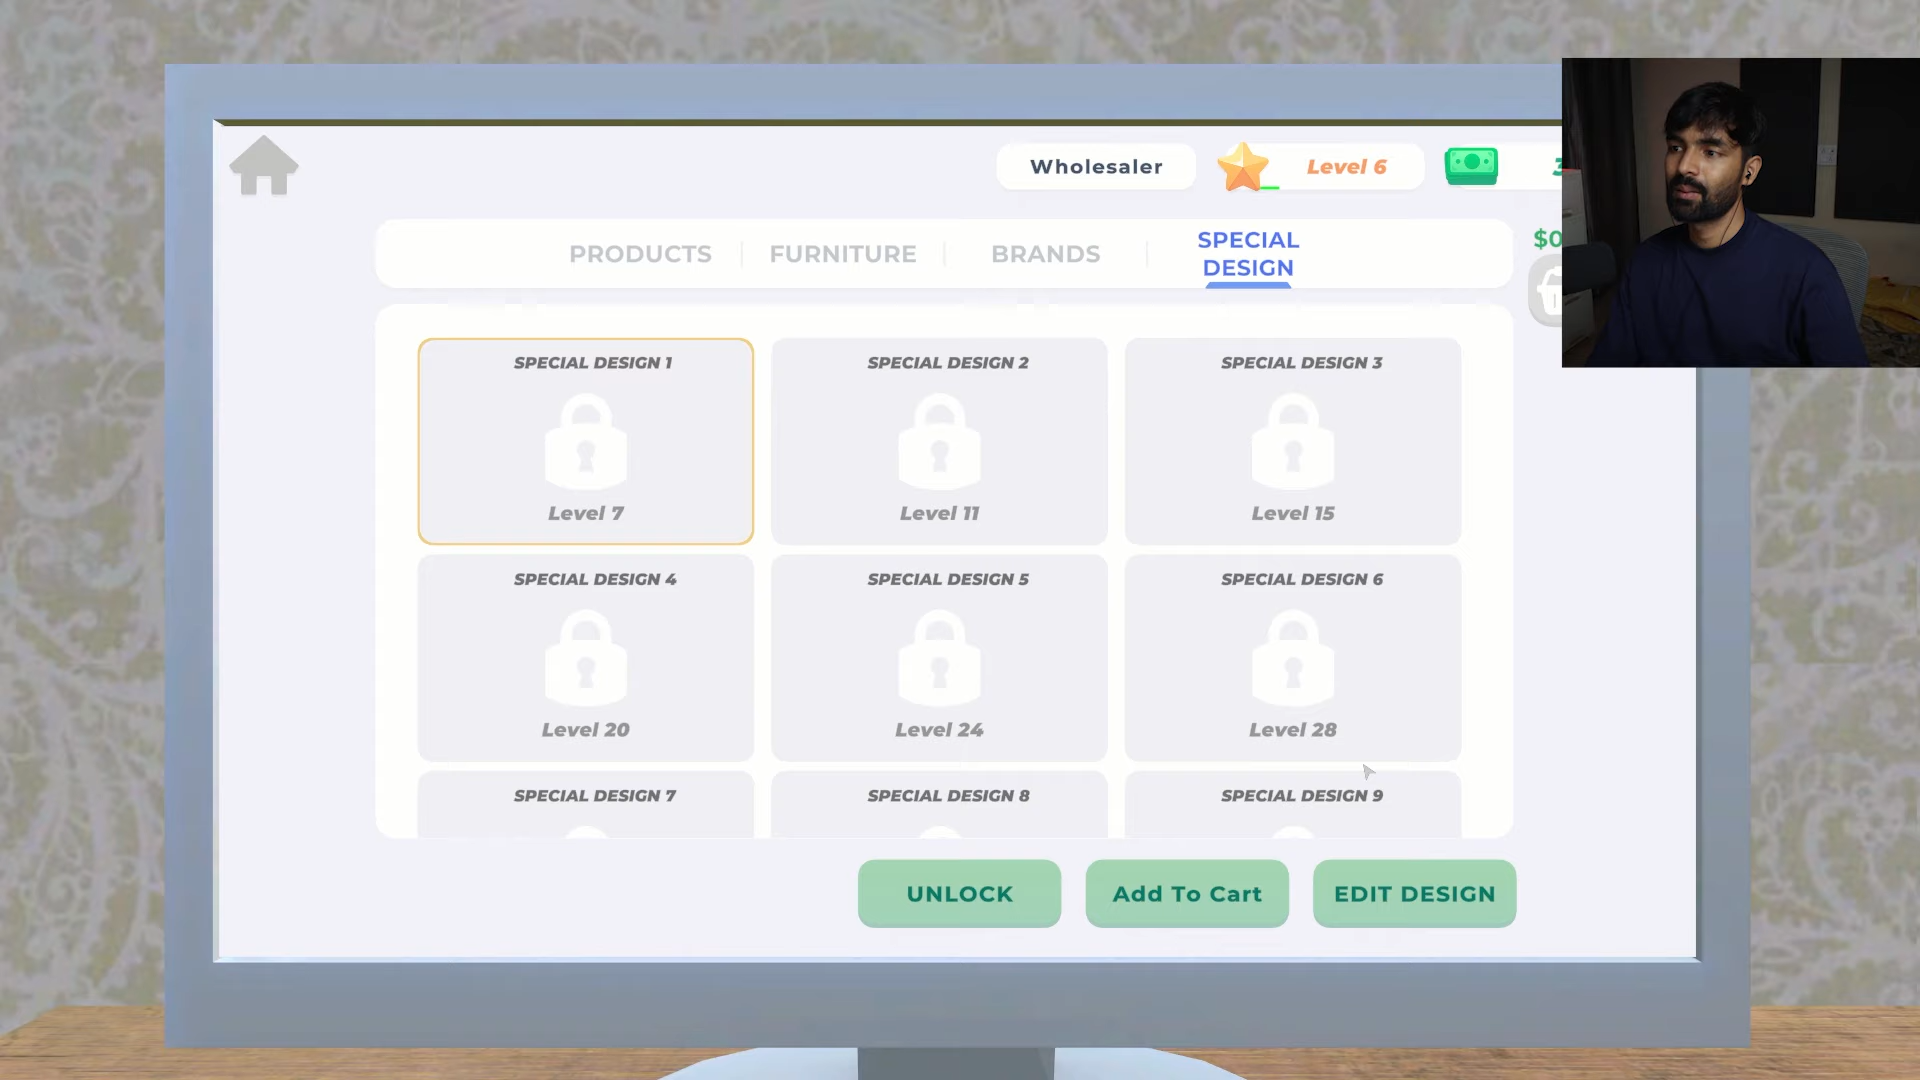 Wholesaler
Level 6
3
PRODUCTS
FURNITURE
BRANDS
SPECIAL
DESIGN
$0
SPECIAL DESIGN 1
SPECIAL DESIGN 2
SPECIAL DESIGN 3
Level 7
Level 11
Level 15
SPECIAL DESIGN 4
SPECIAL DESIGN 5
SPECIAL DESIGN 6
Level 20
Level 24
Level 28
SPECIAL DESIGN 7
SPECIAL DESIGN 8
SPECIAL DESIGN 9
UNLOCK
Add To Cart
EDIT DESIGN